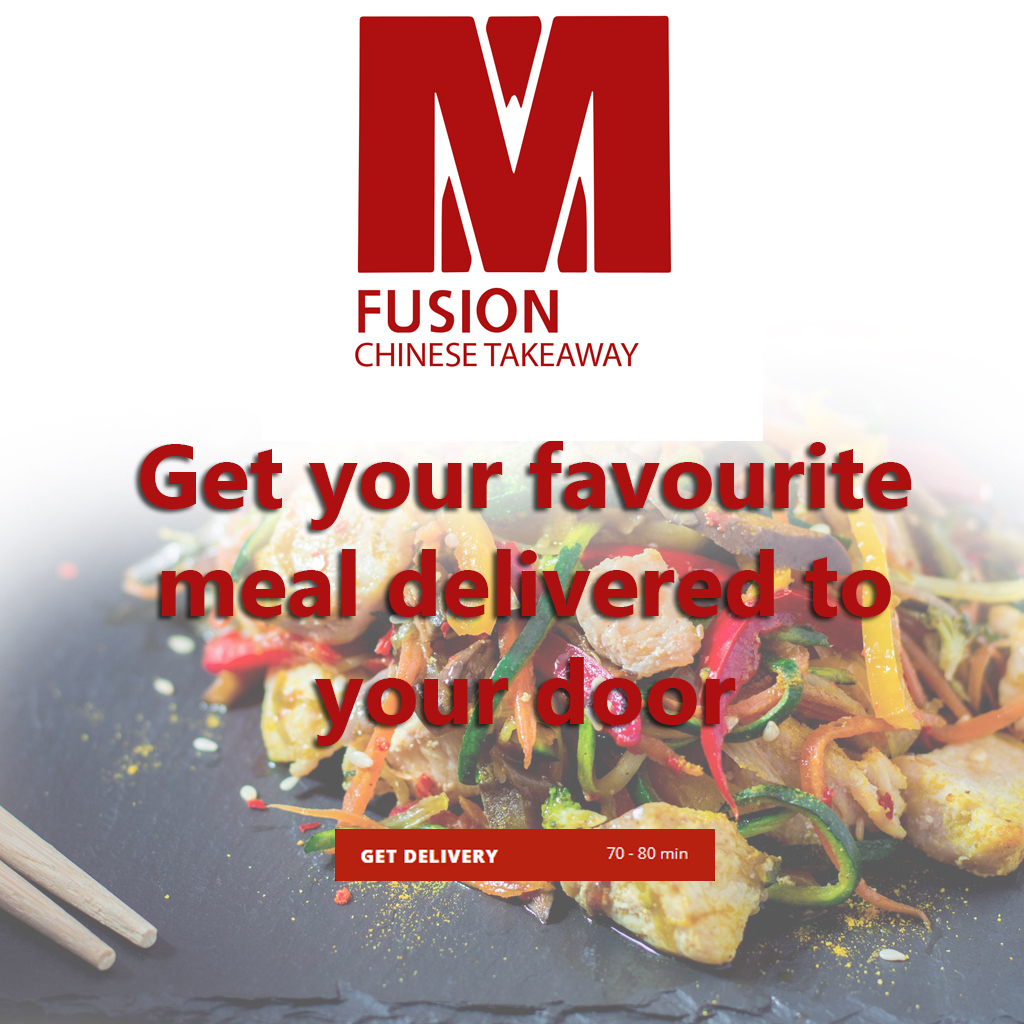 M
FUSION
CHINESE TAKEAWAY
Get your favourite
meal delivered to
your door
GET DELIVERY 70 - 80 min